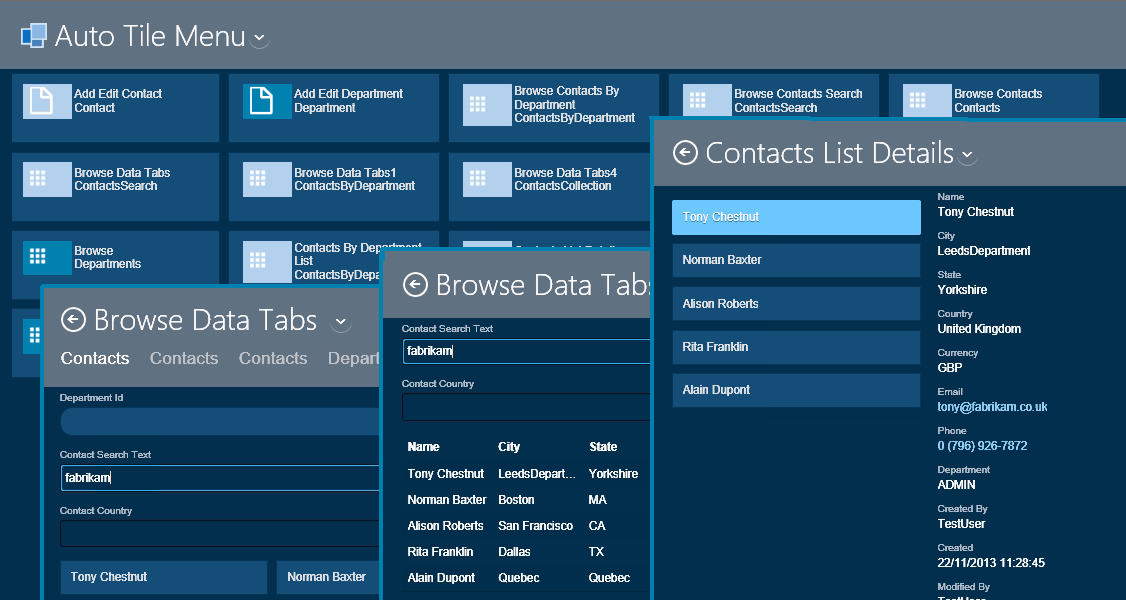 Auto Tile Menu
Add Edit Contact
Contact
Add Edit Department
Department
Browse Contacts By
Department
ContactsByDepartment
Browse Contacts Search
ContactsSearch
Browse Contacts
Contacts
Browse Data Tabs
ContactsSearch
Browse Data Tabs1
ContactsByDepartment
Browse Data Tabs4
ContactsCollection
Browse
Departments
Contacts By Department
List
ContactsByDepa
Browse Data Tabs
Contacts
Contacts
Contacts
Depart
Department Id
Contact Search Text
fabrikam
Contact Country
Tony Chestnut
Norman Baxter
Browse Data Tabs
Contact Search Text
fabrikam
Contact Country
Name City State
Tony Chestnut LeedsDepart... Yorkshire
Norman Baxter Boston MA
Alison Roberts San Francisco CA
Rita Franklin Dallas TX
Alain Dupont Quebec Quebec
Contacts List Details
Tony Chestnut
Norman Baxter
Alison Roberts
Rita Franklin
Alain Dupont
Name
Tony Chestnut
City
LeedsDepartment
State
Yorkshire
Country
United Kingdom
Currency
GBP
Email
tony@fabrikam.co.uk
Phone
0 (796) 926-7872
Department
ADMIN
Created By
TestUser
Created
22/11/2013 11:28:45
Modified By
TestUser